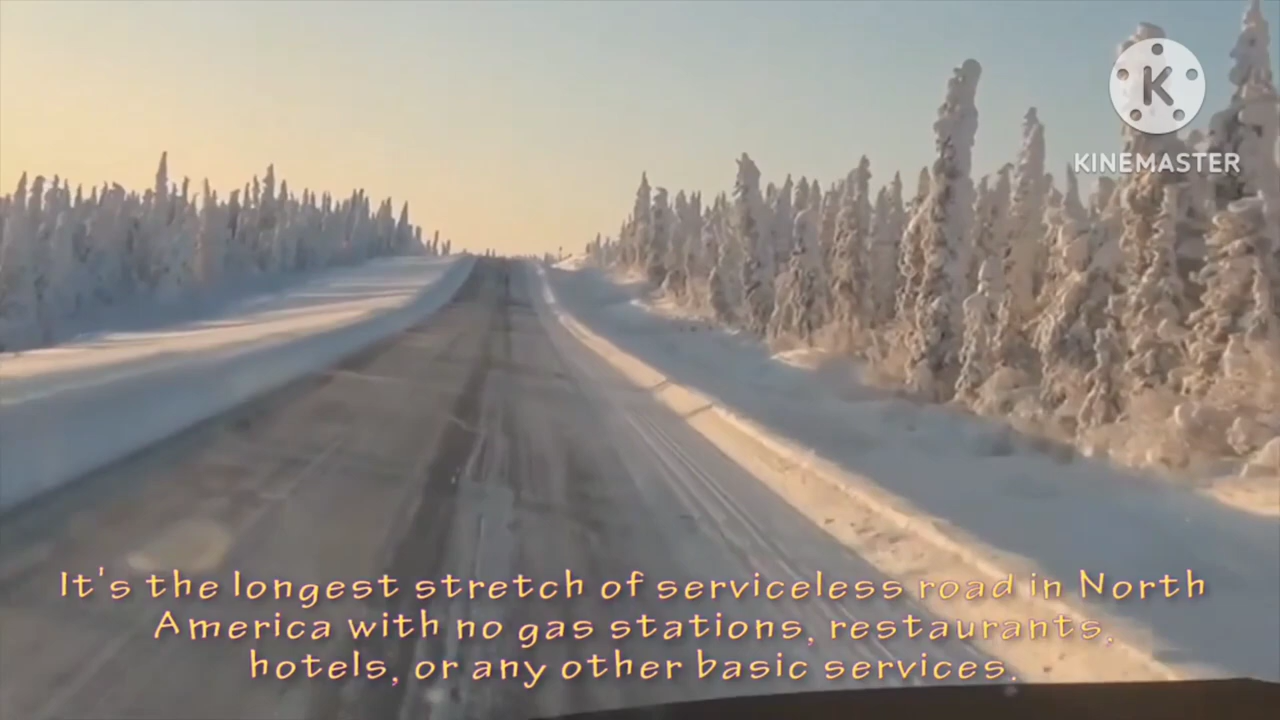 K
KINEMASTER
It's the longest stretch of serviceless road in North
America with no gas stations, restaurants,
hotels, or any other basic services.